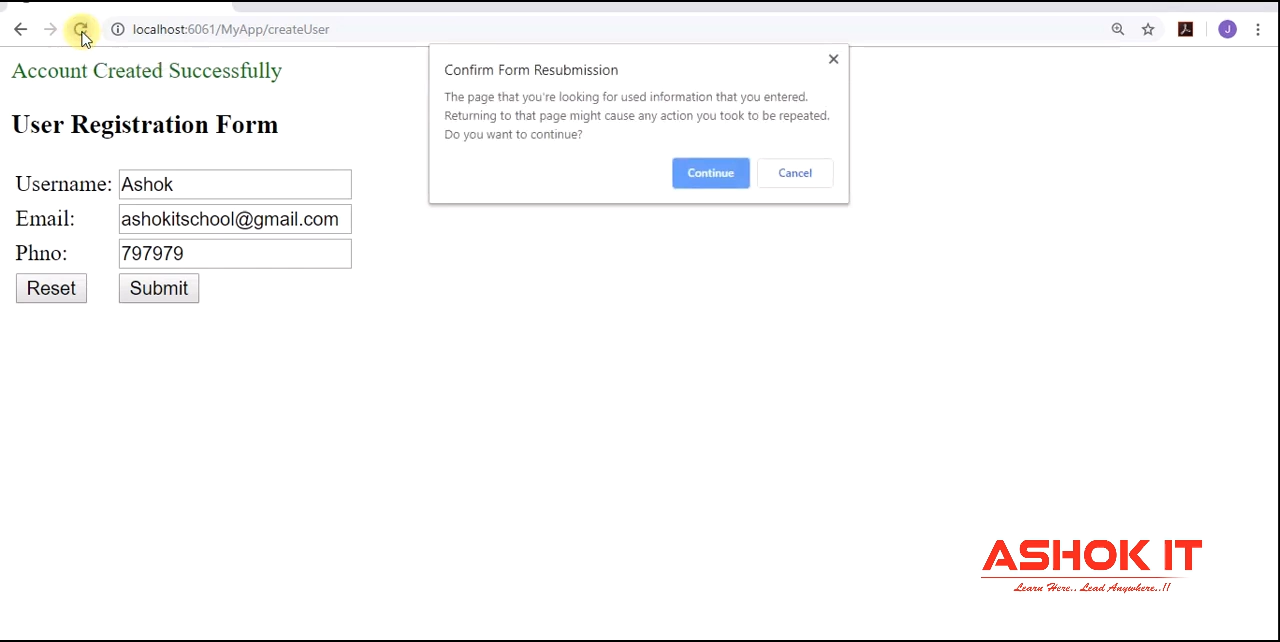 localhost:6061/MyApp/createUser
J
Account Created Successfully
Confirm Form Resubmission
The page that you're looking for used information that you entered.
Returning to that page might cause any action you took to be repeated.
Do you want to continue?
Continue Cancel
User Registration Form
Username: Ashok
Email: ashokitschool@gmail.com
Phno: 797979
Reset Submit
ASHOK IT
Learn Here.. Lead Anywhere..!!